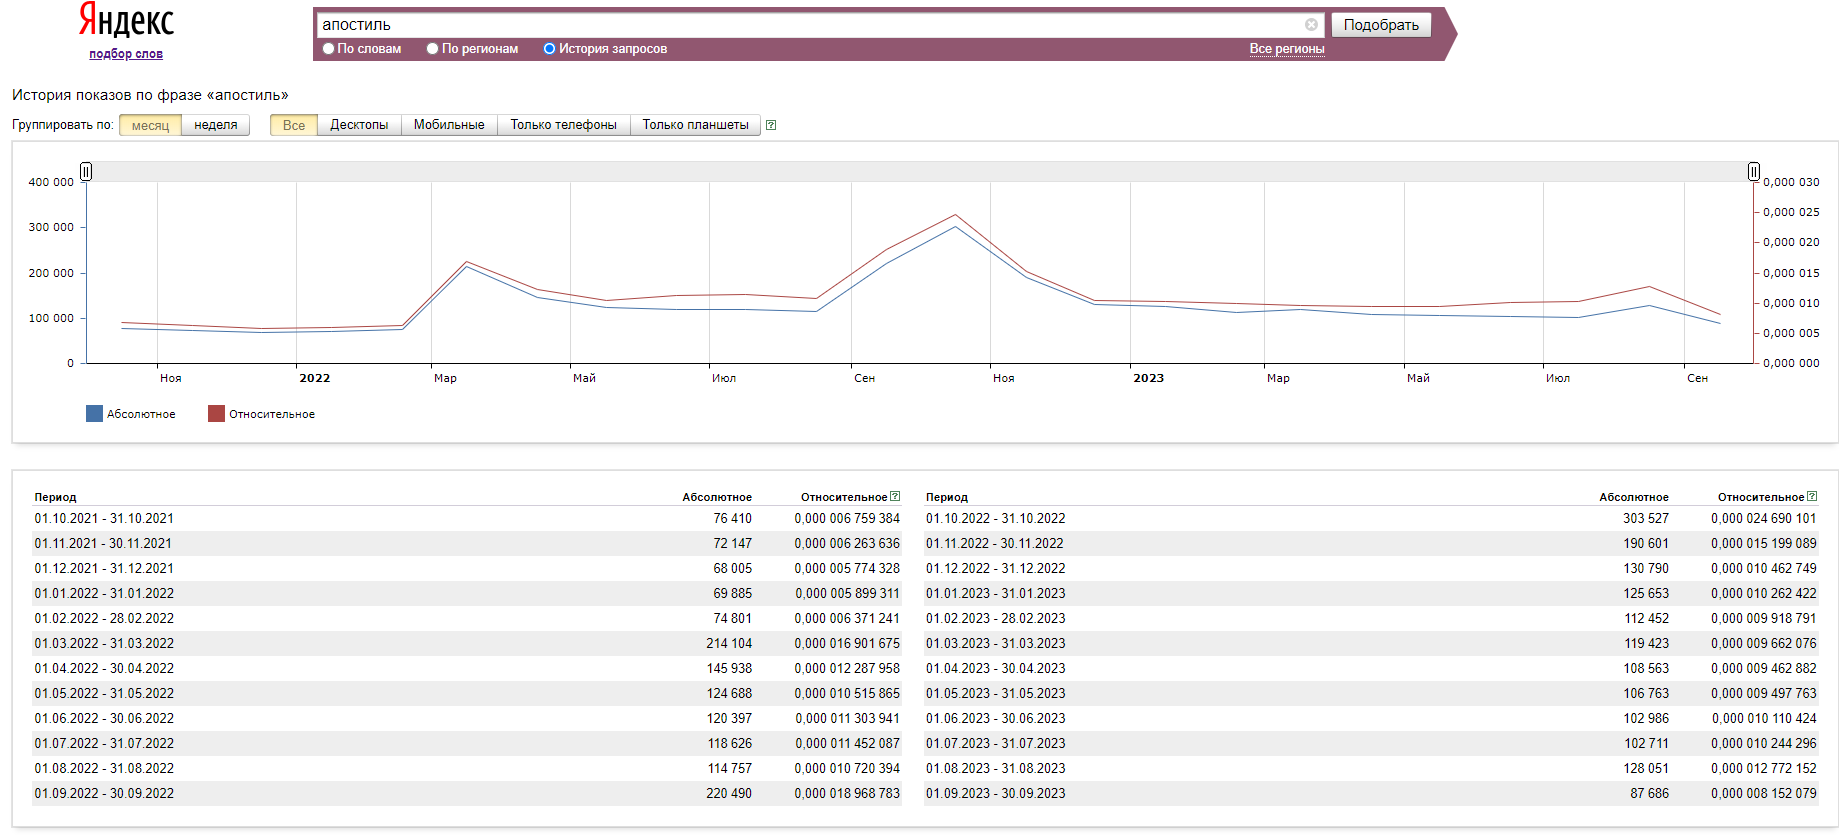 Яндекс
подбор слов
апостиль
Подобрать
По словам По регионам История запросов Все регионы
История показов по фразе «апостиль»
Группировать по: месяц неделя Все Десктопы Мобильные Только телефоны Только планшеты ?
400 000
300 000
200 000
100 000
0
0,000 030
0,000 025
0,000 020
0,000 015
0,000 010
0,000 005
0,000 000
Ноя 2022 Мар Май Июл Сен Ноя 2023 Мар Май Июл Сен
Абсолютное Относительное
Период Абсолютное Относительное ?
01.10.2021 - 31.10.2021 76 410 0,000 006 759 384
01.11.2021 - 30.11.2021 72 147 0,000 006 263 636
01.12.2021 - 31.12.2021 68 005 0,000 005 774 328
01.01.2022 - 31.01.2022 69 885 0,000 005 899 311
01.02.2022 - 28.02.2022 74 801 0,000 006 371 241
01.03.2022 - 31.03.2022 214 104 0,000 016 901 675
01.04.2022 - 30.04.2022 145 938 0,000 012 287 958
01.05.2022 - 31.05.2022 124 688 0,000 010 515 865
01.06.2022 - 30.06.2022 120 397 0,000 011 303 941
01.07.2022 - 31.07.2022 118 626 0,000 011 452 087
01.08.2022 - 31.08.2022 114 757 0,000 010 720 394
01.09.2022 - 30.09.2022 220 490 0,000 018 968 783
Период Абсолютное Относительное ?
01.10.2022 - 31.10.2022 303 527 0,000 024 690 101
01.11.2022 - 30.11.2022 190 601 0,000 015 199 089
01.12.2022 - 31.12.2022 130 790 0,000 010 462 749
01.01.2023 - 31.01.2023 125 653 0,000 010 262 422
01.02.2023 - 28.02.2023 112 452 0,000 009 918 791
01.03.2023 - 31.03.2023 119 423 0,000 009 662 076
01.04.2023 - 30.04.2023 108 563 0,000 009 462 882
01.05.2023 - 31.05.2023 106 763 0,000 009 497 763
01.06.2023 - 30.06.2023 102 986 0,000 010 110 424
01.07.2023 - 31.07.2023 102 711 0,000 010 244 296
01.08.2023 - 31.08.2023 128 051 0,000 012 772 152
01.09.2023 - 30.09.2023 87 686 0,000 008 152 079